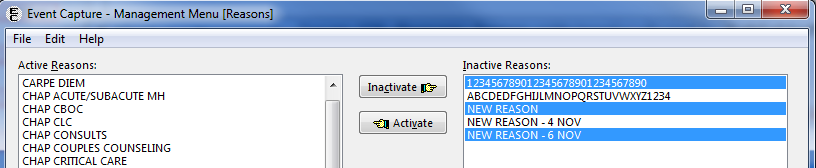 Event Capture - Management Menu [Reasons]
File Edit Help
Active Reasons:
CARPE DIEM
CHAP ACUTE/SUBACUTE MH
CHAP CBOC
CHAP CLC
CHAP CONSULTS
CHAP COUPLES COUNSELING
CHAP CRITICAL CARE
Inactivate
Activate
Inactive Reasons:
123456789012345678901234567890
ABCDEDFGHIJLMNOPQRSTUVWXYZ1234
NEW REASON
NEW REASON - 4 NOV
NEW REASON - 6 NOV